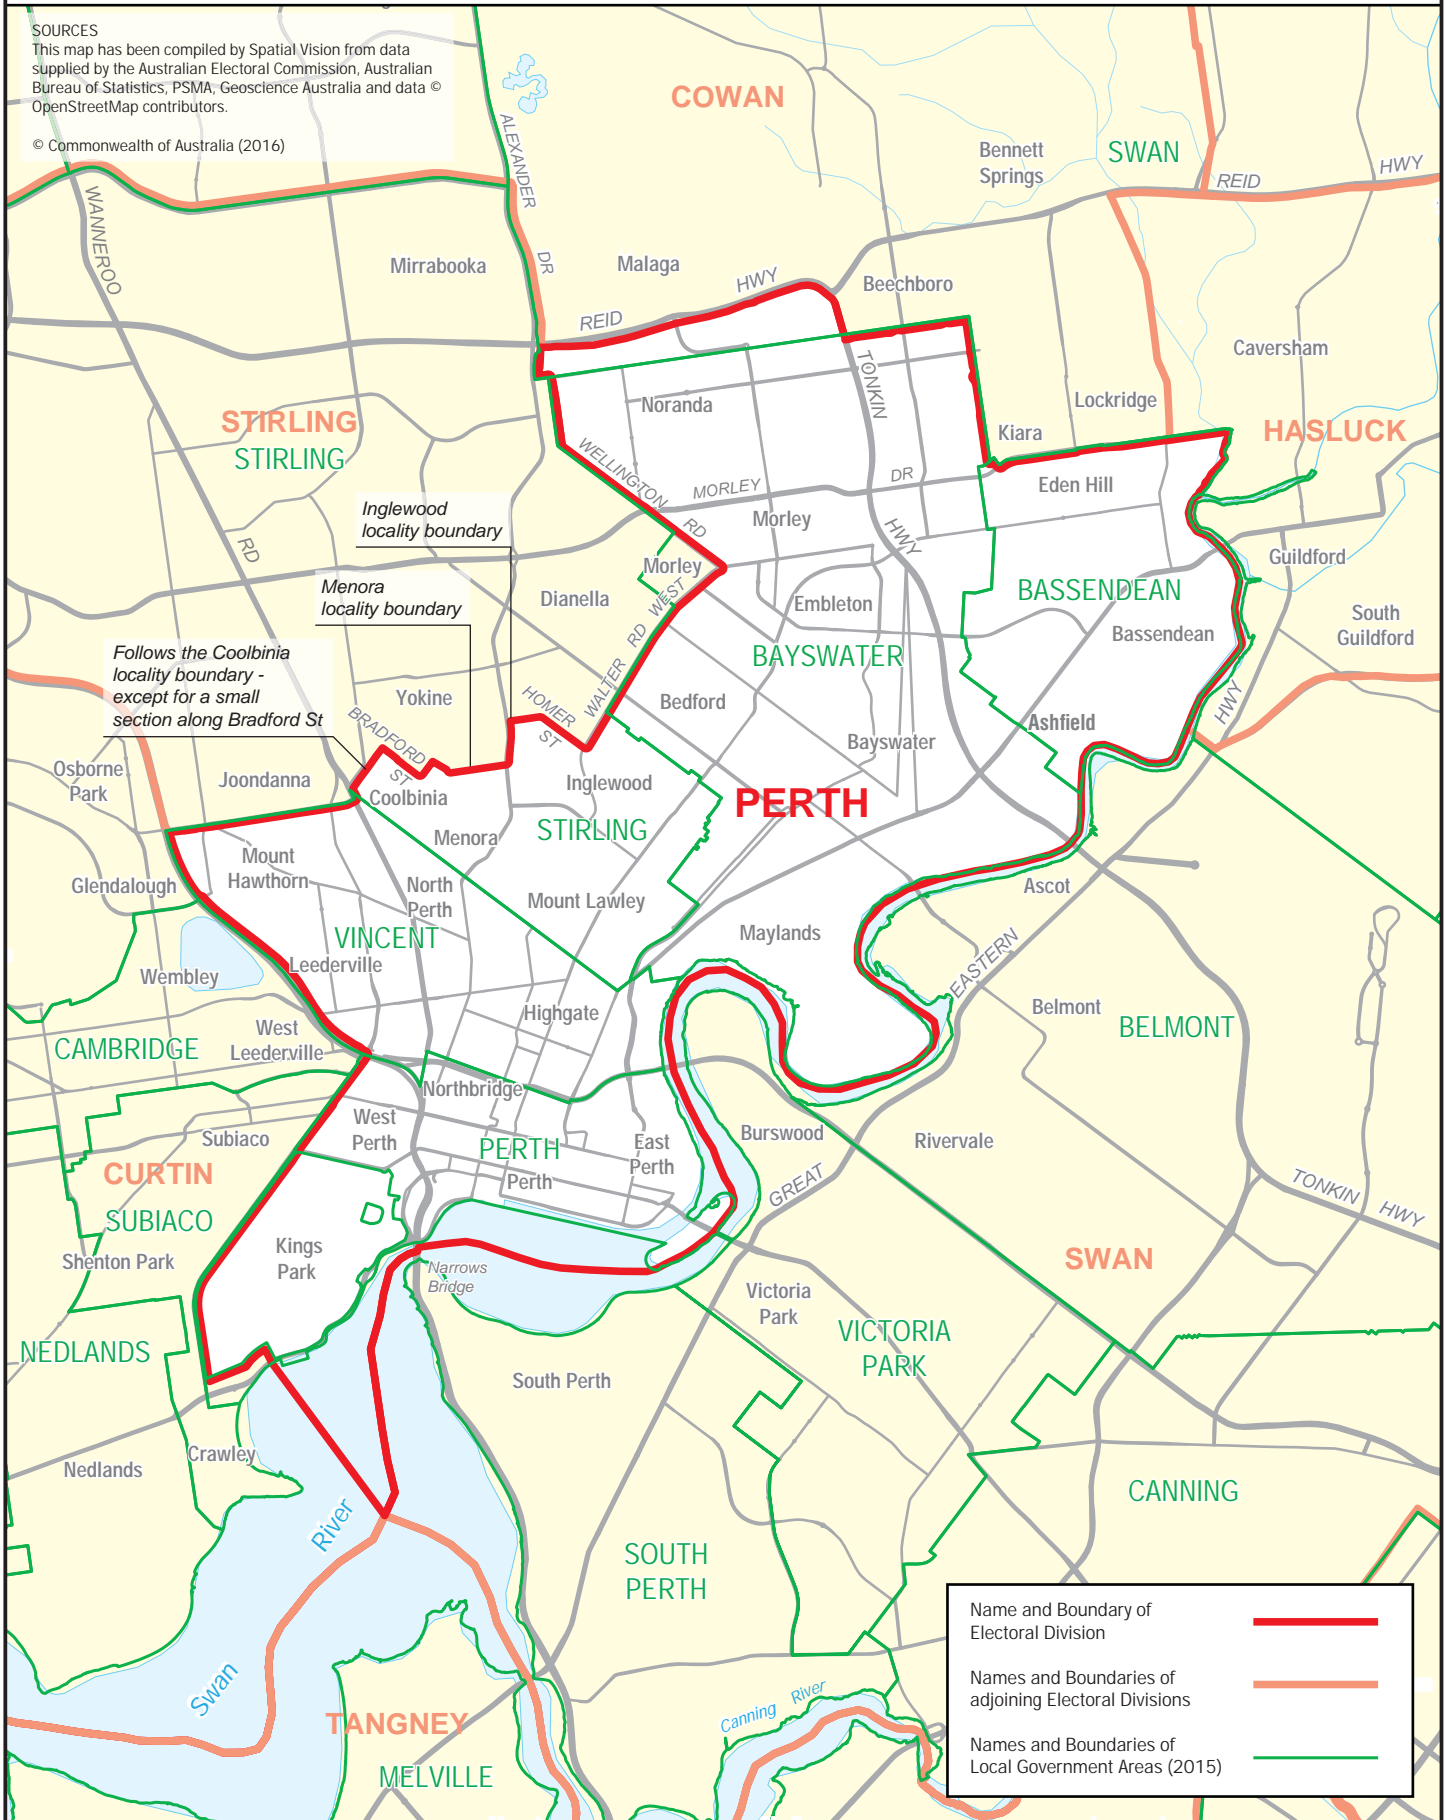 SOURCES
This map has been compiled by Spatial Vision from data
supplied by the Australian Electoral Commission, Australian
Bureau of Statistics, PSMA, Geoscience Australia and data ©
OpenStreetMap contributors.
© Commonwealth of Australia (2016)
COWAN
ALEXANDER
DR
Bennett
Springs
SWAN
REID
HWY
WANNEROO
RD
Mirrabooka
Malaga
REID
HWY
Beechboro
TONKIN
HWY
Caversham
STIRLING
STIRLING
Noranda
Lockridge
Kiara
HASLUCK
WELLINGTON
RD
MORLEY
DR
Eden Hill
Inglewood
locality boundary
Morley
Morley
Guildford
Menora
locality boundary
Dianella
WALTER
RD
WEST
Embleton
BASSENDEAN
Bassendean
South
Guildford
Follows the Coolbinia
locality boundary -
except for a small
section along Bradford St
BAYSWATER
Yokine
BRADFORD
ST
HOMER
ST
Bedford
Bayswater
Ashfield
HWY
Osborne
Park
Joondanna
Coolbinia
Inglewood
PERTH
Menora
STIRLING
Mount
Hawthorn
Glendalough
North
Perth
Mount Lawley
Ascot
VINCENT
Maylands
Leederville
EASTERN
Wembley
Highgate
Belmont
BELMONT
West
Leederville
CAMBRIDGE
Northbridge
West
Perth
Subiaco
PERTH
East
Perth
Burswood
Rivervale
CURTIN
Perth
GREAT
TONKIN
HWY
SUBIACO
Shenton Park
Kings
Park
Narrows
Bridge
SWAN
Victoria
Park
NEDLANDS
VICTORIA
PARK
South Perth
Crawley
Nedlands
CANNING
River
SOUTH
PERTH
Swan
Canning River
TANGNEY
MELVILLE
Name and Boundary of
Electoral Division
Names and Boundaries of
adjoining Electoral Divisions
Names and Boundaries of
Local Government Areas (2015)